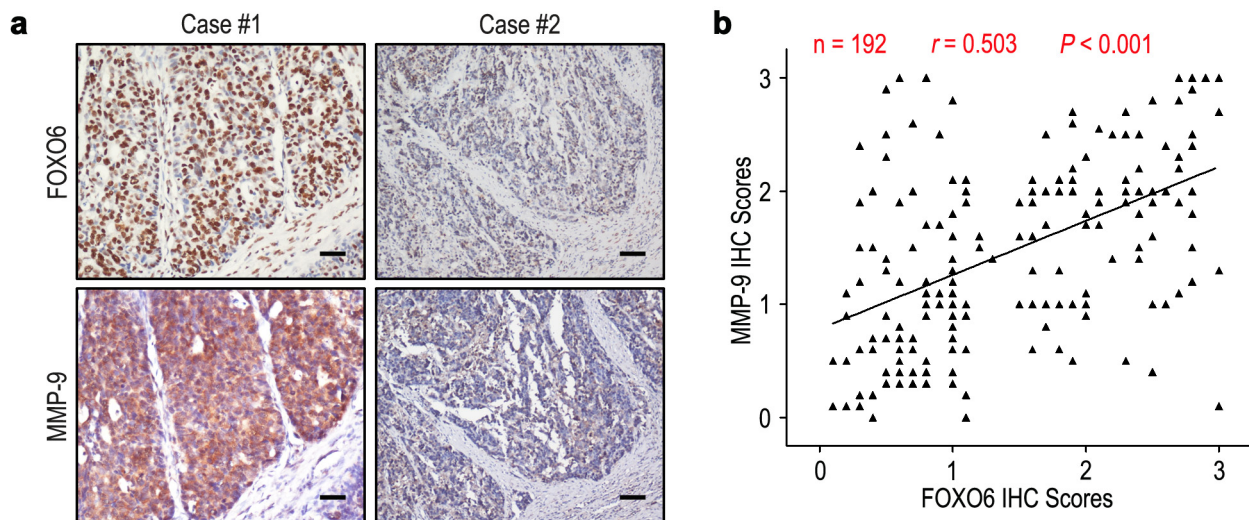 a
Case #1
Case #2
FOXO6
MMP-9
b
n = 192 r = 0.503 P < 0.001
MMP-9 IHC Scores
3
2
1
0
0 1 2 3
FOXO6 IHC Scores